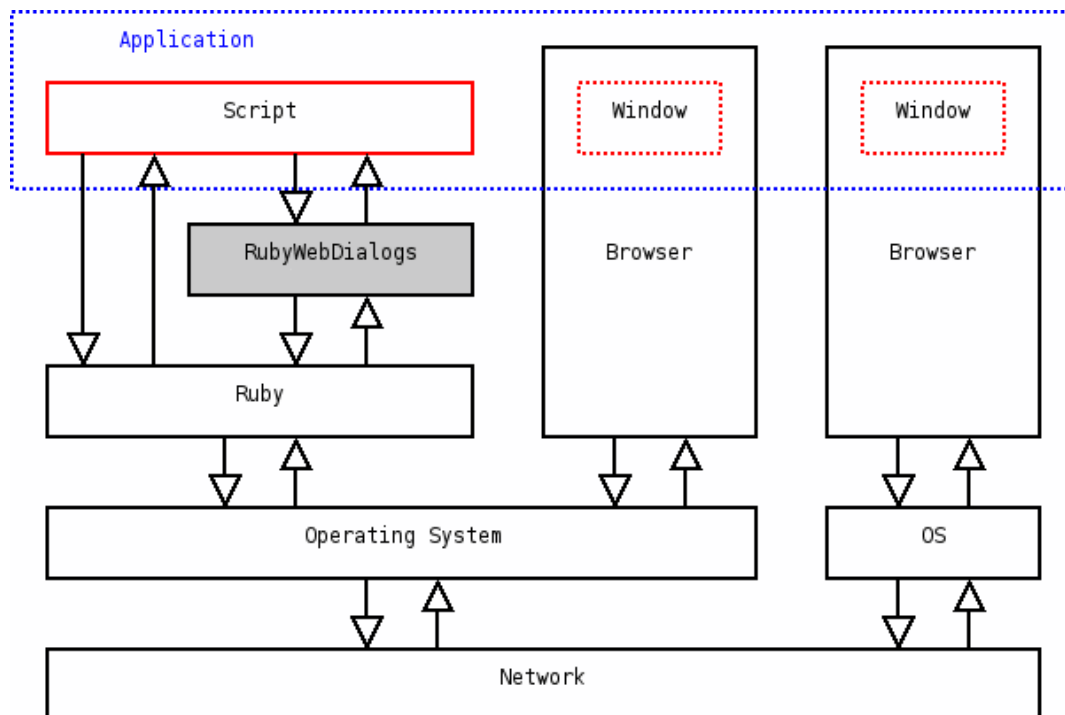 Application
Script
Window
Window
RubyWebDialogs
Browser
Browser
Ruby
Operating System
OS
Network